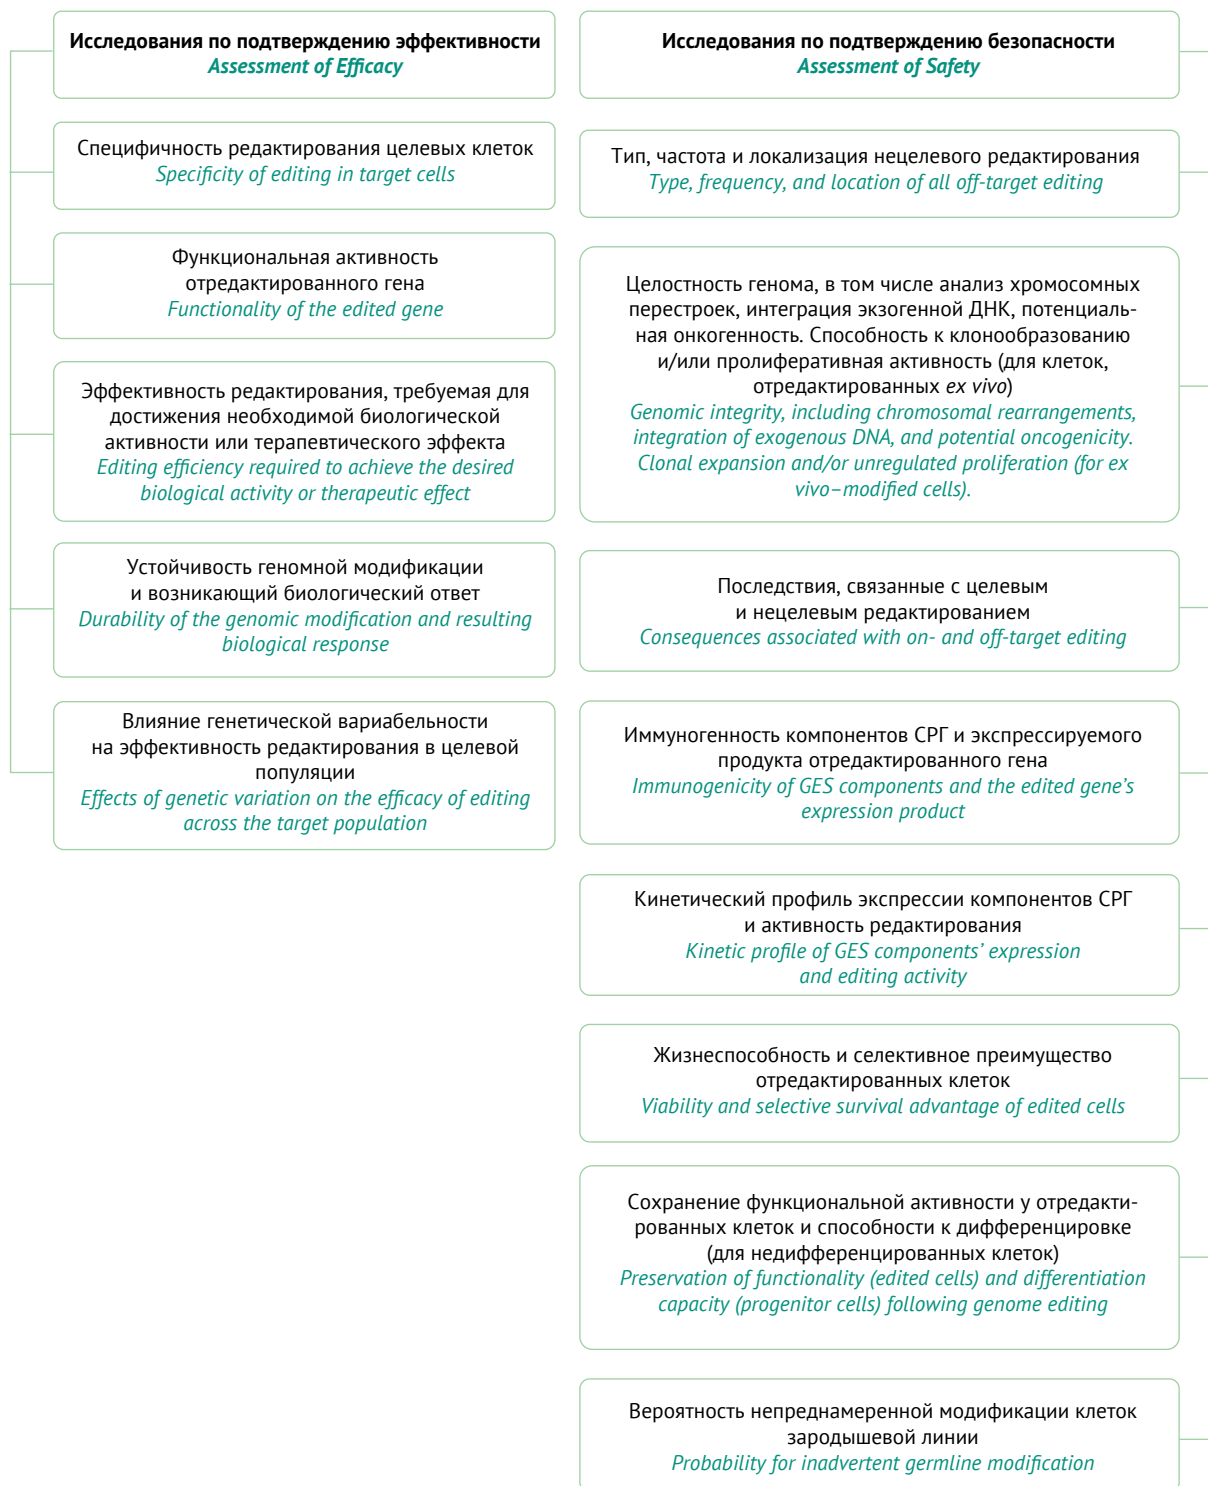 Исследования по подтверждению эффективности
Assessment of Efficacy
Специфичность редактирования целевых клеток
Specificity of editing in target cells
Функциональная активность
отредактированного гена
Functionality of the edited gene
Эффективность редактирования, требуемая для
достижения необходимой биологической
активности или терапевтического эффекта
Editing efficiency required to achieve the desired
biological activity or therapeutic effect
Устойчивость геномной модификации
и возникающий биологический ответ
Durability of the genomic modification and resulting
biological response
Влияние генетической вариабельности
на эффективность редактирования в целевой
популяции
Effects of genetic variation on the efficacy of editing
across the target population
Исследования по подтверждению безопасности
Assessment of Safety
Тип, частота и локализация нецелевого редактирования
Type, frequency, and location of all off-target editing
Целостность генома, в том числе анализ хромосомных
перестроек, интеграция экзогенной ДНК, потенциаль-
ная онкогенность. Способность к клонообразованию
и/или пролиферативная активность (для клеток,
отредактированных ex vivo)
Genomic integrity, including chromosomal rearrangements,
integration of exogenous DNA, and potential oncogenicity.
Clonal expansion and/or unregulated proliferation (for ex
vivo–modified cells).
Последствия, связанные с целевым
и нецелевым редактированием
Consequences associated with on- and off-target editing
Иммуногенность компонентов СРГ и экспрессируемого
продукта отредактированного гена
Immunogenicity of GES components and the edited gene’s
expression product
Кинетический профиль экспрессии компонентов СРГ
и активность редактирования
Kinetic profile of GES components’ expression
and editing activity
Жизнеспособность и селективное преимущество
отредактированных клеток
Viability and selective survival advantage of edited cells
Сохранение функциональной активности у отредакти-
рованных клеток и способности к дифференцировке
(для недифференцированных клеток)
Preservation of functionality (edited cells) and differentiation
capacity (progenitor cells) following genome editing
Вероятность непреднамеренной модификации клеток
зародышевой линии
Probability for inadvertent germline modification